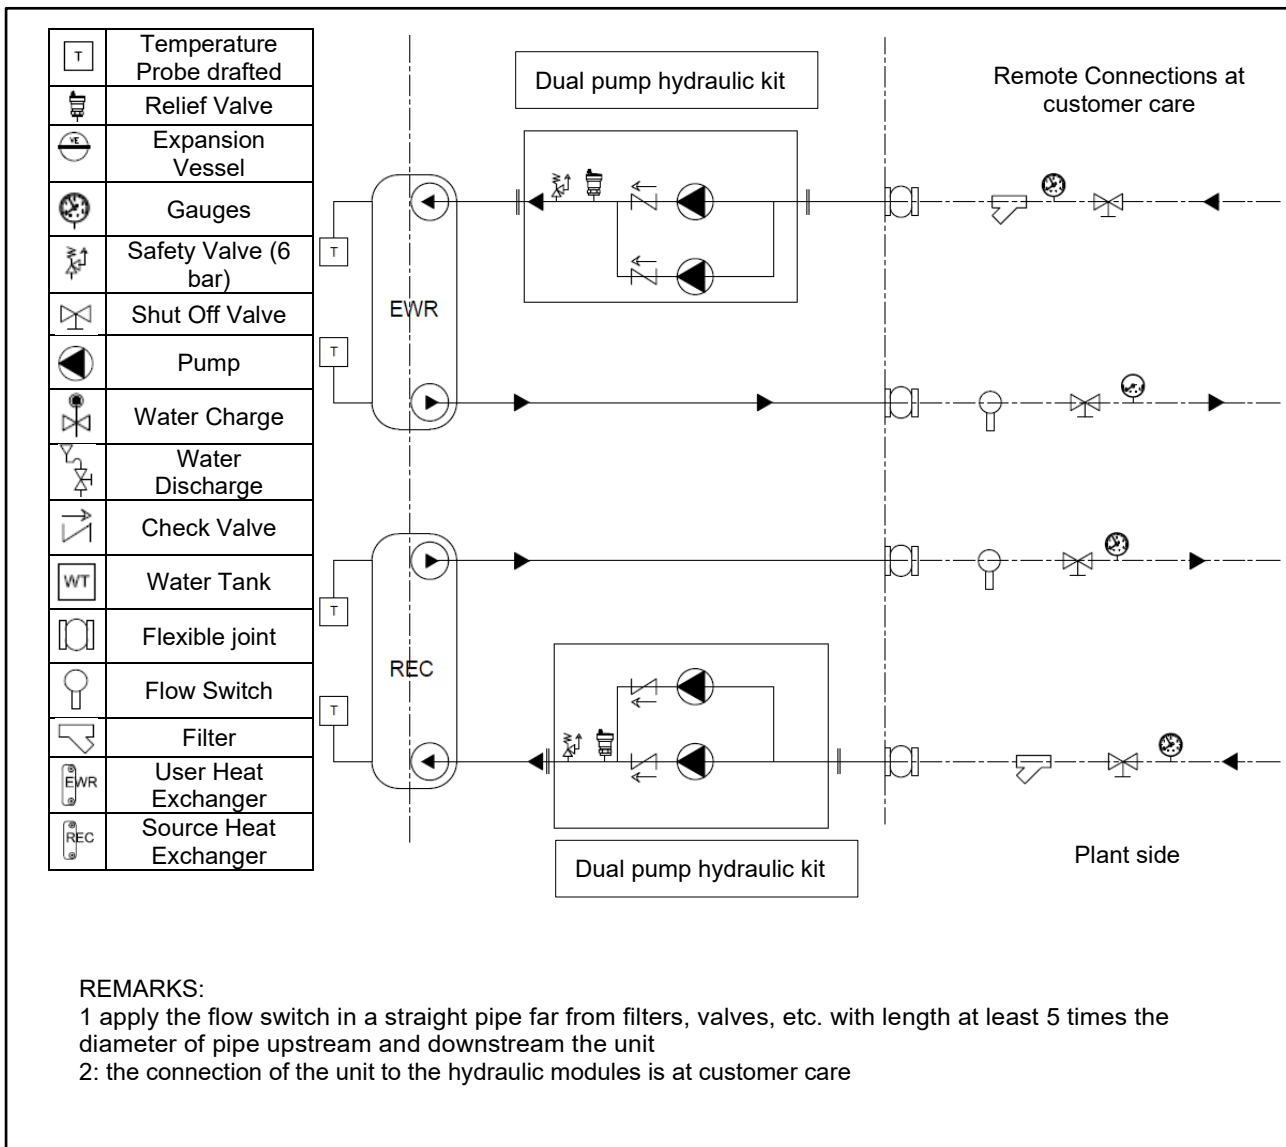 T
Temperature
Probe drafted
Relief Valve
VE
Expansion
Vessel
Gauges
Safety Valve (6
bar)
Shut Off Valve
Pump
Water Charge
Water
Discharge
Check Valve
WT
Water Tank
Flexible joint
Flow Switch
Filter
EWR
User Heat
Exchanger
REC
Source Heat
Exchanger
Dual pump hydraulic kit
Remote Connections at
customer care
T
EWR
T
T
REC
T
Dual pump hydraulic kit
Plant side
REMARKS:
1 apply the flow switch in a straight pipe far from filters, valves, etc. with length at least 5 times the
diameter of pipe upstream and downstream the unit
2: the connection of the unit to the hydraulic modules is at customer care